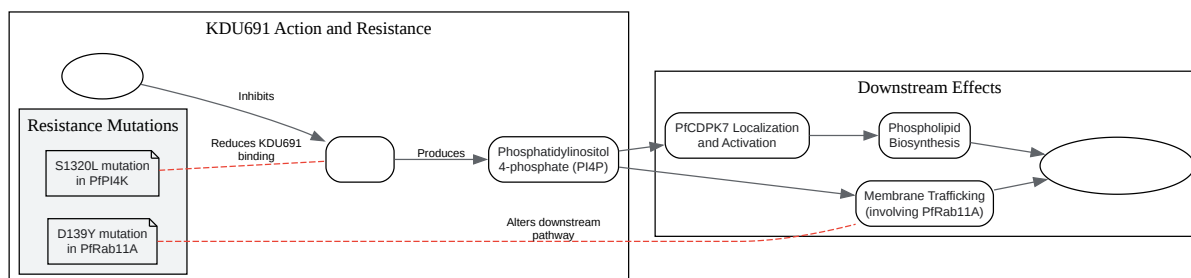 KDU691 Action and Resistance
Inhibits
Resistance Mutations
S1320L mutation
in PfPI4K
D139Y mutation
in PfRab11A
Reduces KDU691
binding
Produces
Phosphatidylinositol
4-phosphate (PI4P)
Alters downstream
pathway
Downstream Effects
PfCDPK7 Localization
and Activation
Phospholipid
Biosynthesis
Membrane Trafficking
(involving PfRab11A)